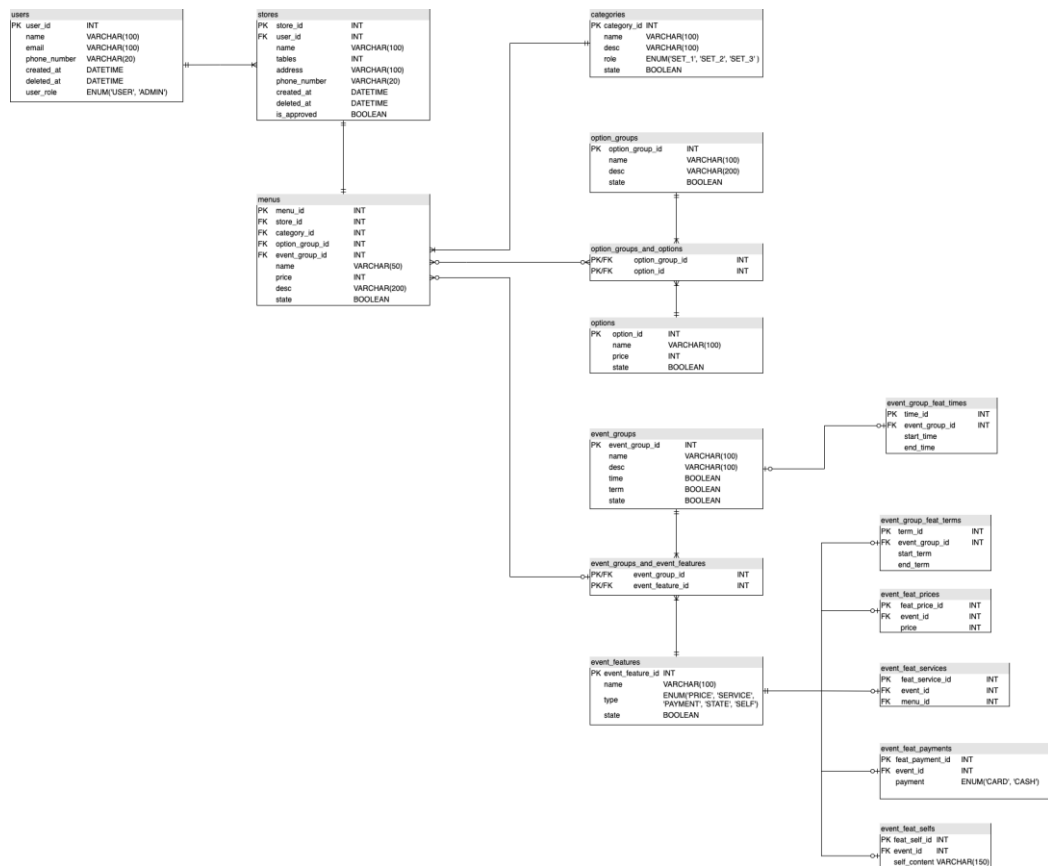 users
PK user_id INT
name VARCHAR(100)
email VARCHAR(100)
phone_number VARCHAR(20)
created_at DATETIME
deleted_at DATETIME
user_role ENUM('USER', 'ADMIN')
stores
PK store_id INT
FK user_id INT
name VARCHAR(100)
tables INT
address VARCHAR(100)
phone_number VARCHAR(20)
created_at DATETIME
deleted_at DATETIME
is_approved BOOLEAN
categories
PK category_id INT
name VARCHAR(100)
desc VARCHAR(100)
role ENUM('SET_1', 'SET_2', 'SET_3' )
state BOOLEAN
option_groups
PK option_group_id INT
name VARCHAR(100)
desc VARCHAR(200)
state BOOLEAN
menus
PK menu_id INT
FK store_id INT
FK category_id INT
FK option_group_id INT
FK event_group_id INT
name VARCHAR(50)
price INT
desc VARCHAR(200)
state BOOLEAN
option_groups_and_options
PK/FK option_group_id INT
PK/FK option_id INT
options
PK option_id INT
name VARCHAR(100)
price INT
state BOOLEAN
event_group_feat_times
PK time_id INT
FK event_group_id INT
start_time
end_time
event_groups
PK event_group_id INT
name VARCHAR(100)
desc VARCHAR(100)
time BOOLEAN
term BOOLEAN
state BOOLEAN
event_group_feat_terms
PK term_id INT
FK event_group_id INT
start_term
end_term
event_groups_and_event_features
PK/FK event_group_id INT
PK/FK event_feature_id INT
event_feat_prices
PK feat_price_id INT
FK event_id INT
price INT
event_features
PK event_feature_id INT
name VARCHAR(100)
type ENUM('PRICE', 'SERVICE',
'PAYMENT', 'STATE', 'SELF')
state BOOLEAN
event_feat_services
PK feat_service_id INT
FK event_id INT
FK menu_id INT
event_feat_payments
PK feat_payment_id INT
FK event_id INT
payment ENUM('CARD', 'CASH')
event_feat_selfs
PK feat_self_id INT
FK event_id INT
self_content VARCHAR(150)